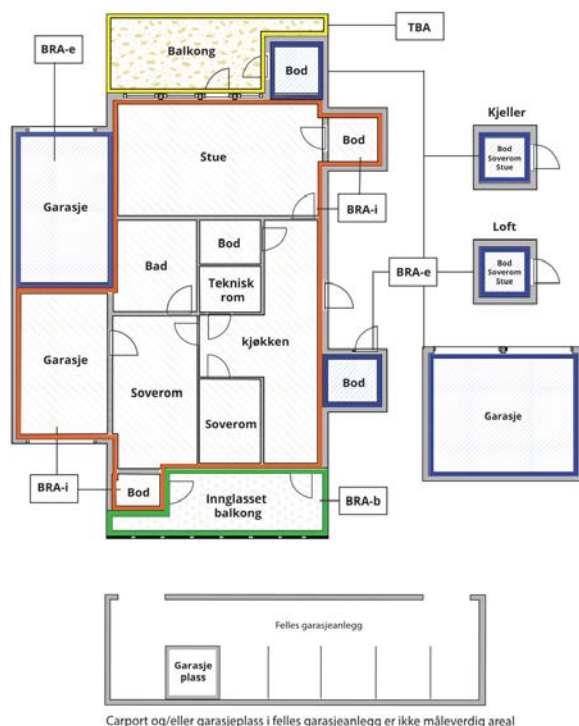 TBA
BRA-e
Balkong
Bod
Kjeller
Bod
Soverom
Stue
Stue
Bod
BRA-i
Garasje
Loft
Bod
Soverom
Stue
Bad
Bod
Teknisk
rom
BRA-e
kjøkken
Garasje
Soverom
Soverom
Bod
Garasje
BRA-i
Bod
Innglasset
balkong
BRA-b
Felles garasjeanlegg
Garasje
plass
Carport og/eller garasjeplass i felles garasjeanlegg er ikke måleverdig areal